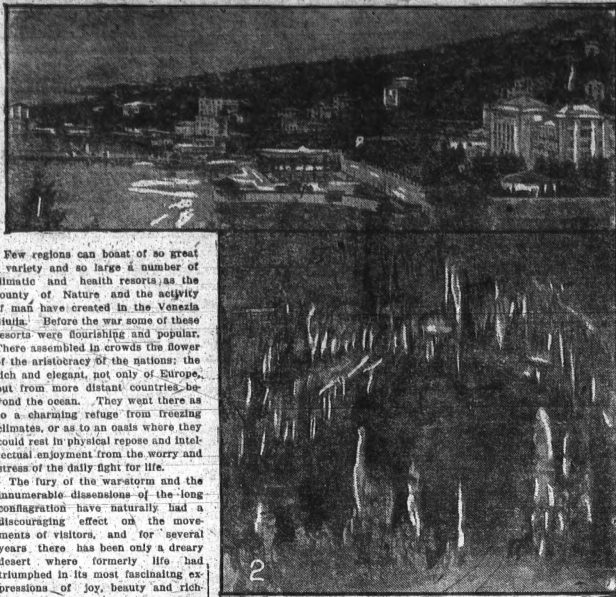 Few regions can boast of so great
variety and so large a number of
limatic and health resorts as the
ounty of Nature and the activity
f man have created in the Venezia
iulia. Before the war some of these
esorts were flourishing and popular.
There assembled in crowds the flower
of the aristocracy of the nations; the
rich and elegant, not only of Europe,
but from more distant countries be-
yond the ocean. They went there as
o a charming refuge from freezing
climates, or as to an oasis where they
could rest in physical repose and intel-
ectual enjoyment from the worry and
stress of the daily fight for life.
The fury of the war-storm and the
innumerable dissensions of the long
conflagration have naturally had a
discouraging effect on the move-
ments of visitors, and for several
years there has been only a dreary
desert where formerly life had
triumphed in its most fascinaitng ex-
pressions of joy, beauty and rich
2